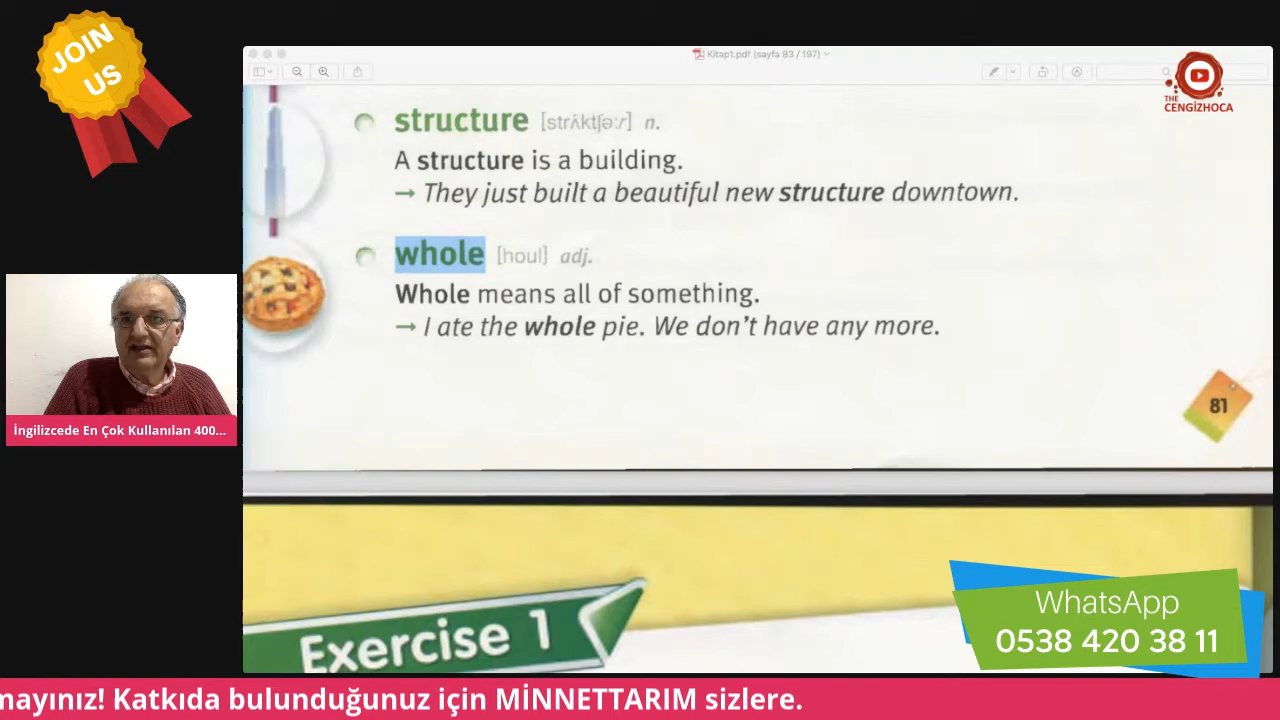 JOIN
US
Kitap1.pdf (sayfa 83 / 197)
THE
CENGİZHOCA
structure [strʌktʃəːr] n.
A structure is a building.
→ They just built a beautiful new structure downtown.
whole [houl] adj.
Whole means all of something.
→ I ate the whole pie. We don't have any more.
81
İngilizcede En Çok Kullanılan 400...
Exercise 1
WhatsApp
0538 420 38 11
mayınız! Katkıda bulunduğunuz için MİNNETTARIM sizlere.